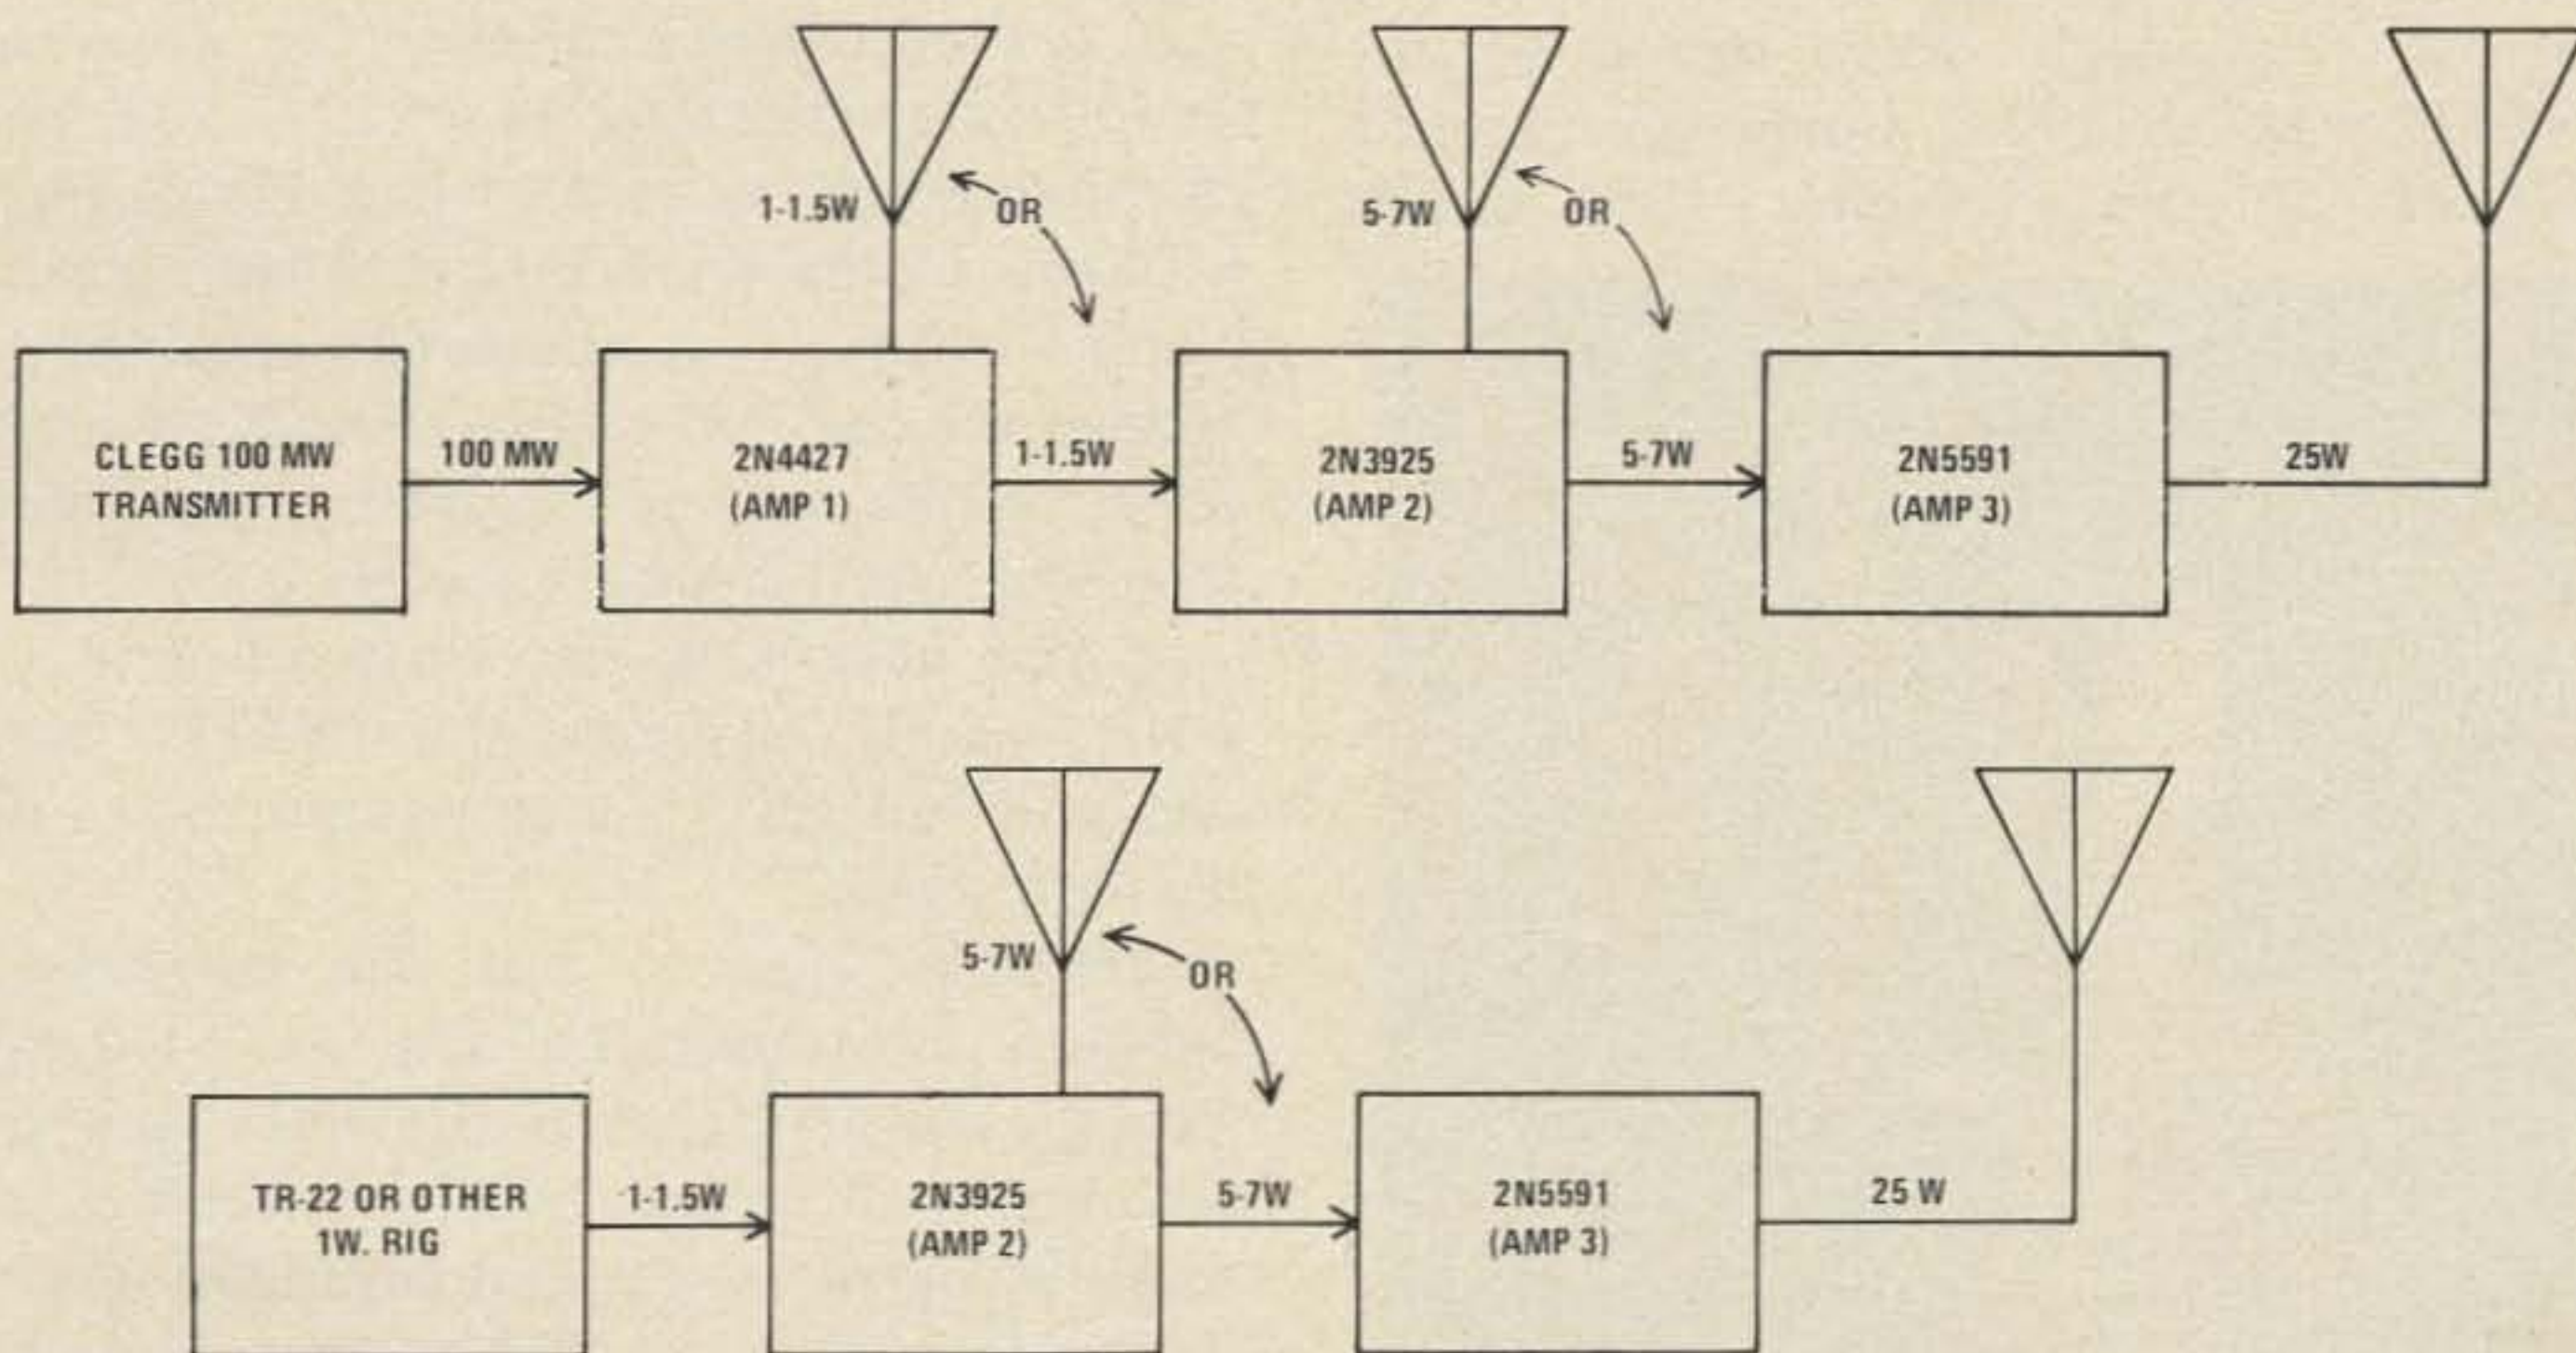 1-1.5W
OR
5-7W
OR
CLEGG 100 MW
TRANSMITTER
100 MW
2N4427
(AMP 1)
1-1.5W
2N3925
(AMP 2)
5-7W
2N5591
(AMP 3)
25W
5-7W
OR
TR-22 OR OTHER
1W. RIG
1-1.5W
2N3925
(AMP 2)
5-7W
2N5591
(AMP 3)
25 W